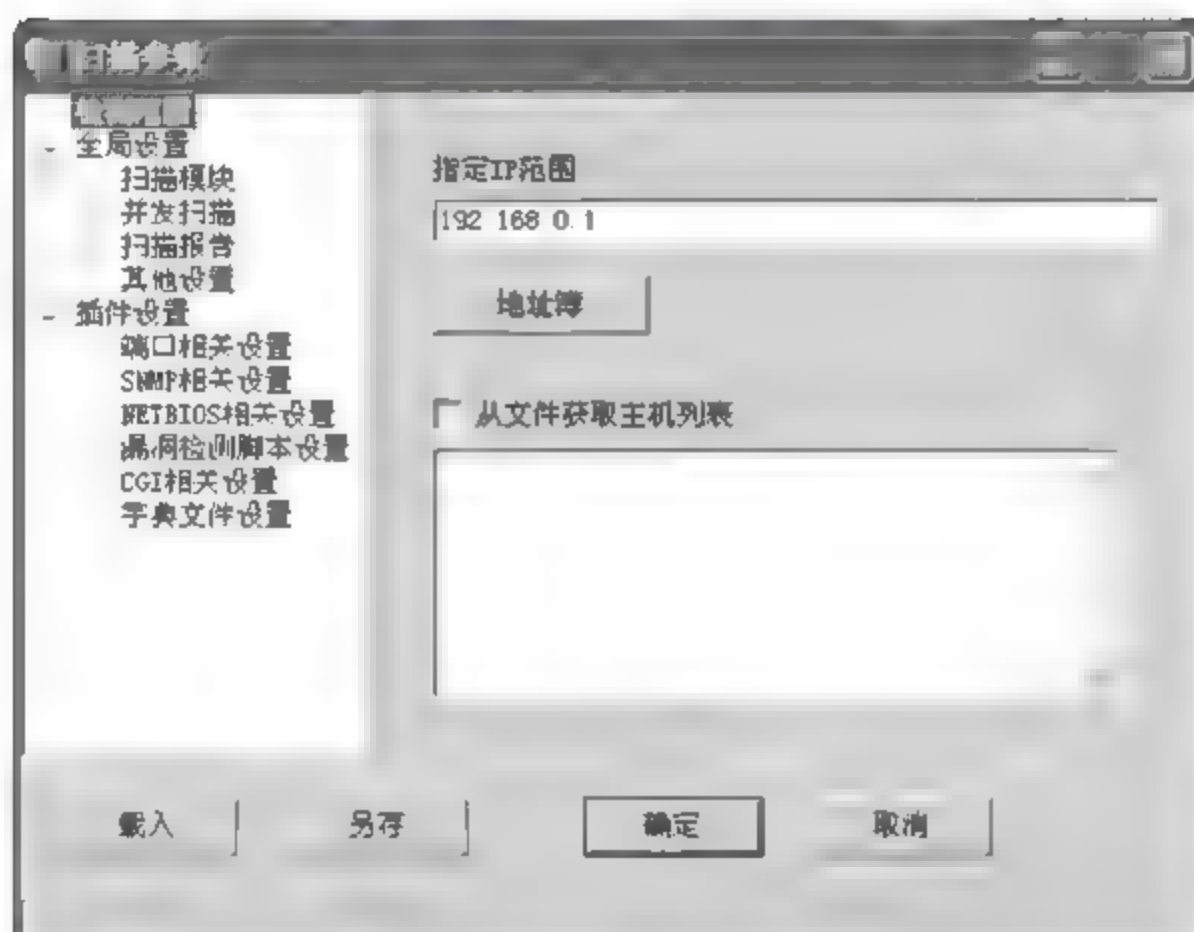 扫描参数
- 全局设置
扫描模块
并发扫描
扫描报告
其他设置
- 插件设置
端口相关设置
SNMP相关设置
NETBIOS相关设置
漏洞检测脚本设置
CGI相关设置
字典文件设置
指定IP范围
192 168 0.1
地址簿
从文件获取主机列表
载入
另存
确定
取消